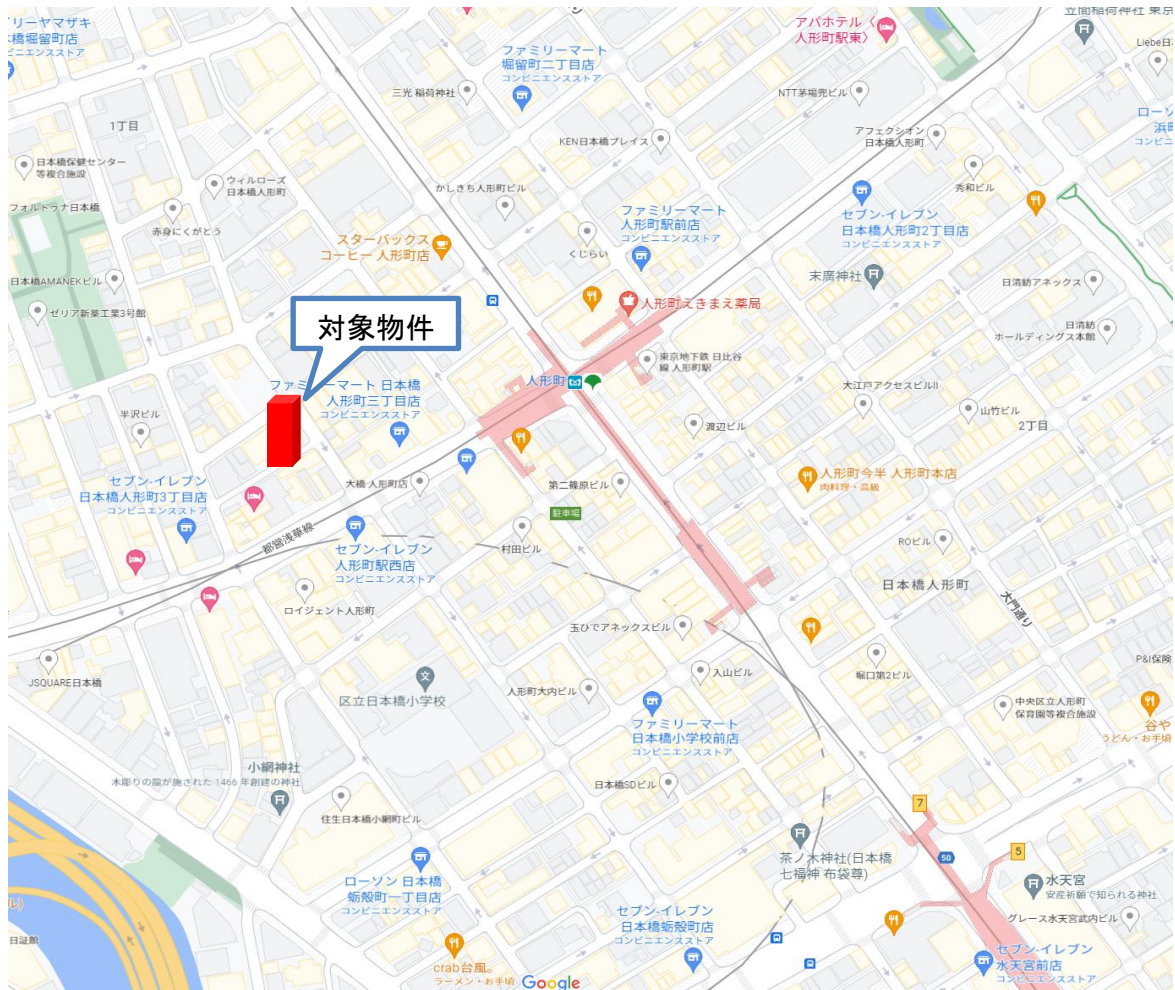 リーヤマザキ
橋堀留町店
ニエンスストア
ファミリーマート
堀留町二丁目店
コンビニエンスストア
アパホテル〈
人形町駅東〉
笠間稲荷神社 東京
Liebe日
三光 稲荷神社
NTT茅場兜ビル
1丁目
KEN日本橋プレイス
アフェクション
日本橋人形町
ローソ
浜町
コンビニ
日本橋保健センター
等複合施設
ウィルローズ
日本橋人形町
かしきち人形町ビル
秀和ビル
フォルトゥナ日本橋
赤身にくがとう
スターバックス
コーヒー 人形町店
ファミリーマート
人形町駅前店
コンビニエンスストア
くじらい
セブン-イレブン
日本橋人形町2丁目店
コンビニエンスストア
末廣神社
日本橋AMANEKビル
日清紡アネックス
ゼリア新薬工業3号館
人形町えきまえ薬局
日清紡
ホールディングス本館
対象物件
東京地下鉄 日比谷
線 人形町駅
人形町
ファミリーマート 日本橋
人形町三丁目店
コンビニエンスストア
大江戸アクセスビルII
半沢ビル
渡辺ビル
山竹ビル
2丁目
セブン-イレブン
日本橋人形町3丁目店
コンビニエンスストア
大橋 人形町店
第二篠原ビル
人形町今半 人形町本店
肉料理・高級
駐車場
都営浅草線
セブン-イレブン
人形町駅西店
コンビニエンスストア
村田ビル
ROビル
日本橋人形町
大門通り
ロイジェント人形町
玉ひでアネックスビル
JSQUARE日本橋
区立日本橋小学校
人形町大内ビル
入山ビル
堀口第2ビル
P&I保険
中央区立人形町
保育園等複合施設
谷や
うどん・お手頃
ファミリーマート
日本橋小学校前店
コンビニエンスストア
小網神社
木彫りの龍が施された 1466 年創建の神社
日本橋SDビル
住生日本橋小網町ビル
7
茶ノ木神社(日本橋
七福神 布袋尊)
50
5
水天宮
安産祈願で知られる神社
ローソン 日本橋
蛎殻町一丁目店
コンビニエンスストア
セブン-イレブン
日本橋蛎殻町店
コンビニエンスストア
グレース水天宮武内ビル
日証館
crab台風。
ラーメン・お手頃
Google
セブン-イレブン
水天宮前店
コンビニエンスストア